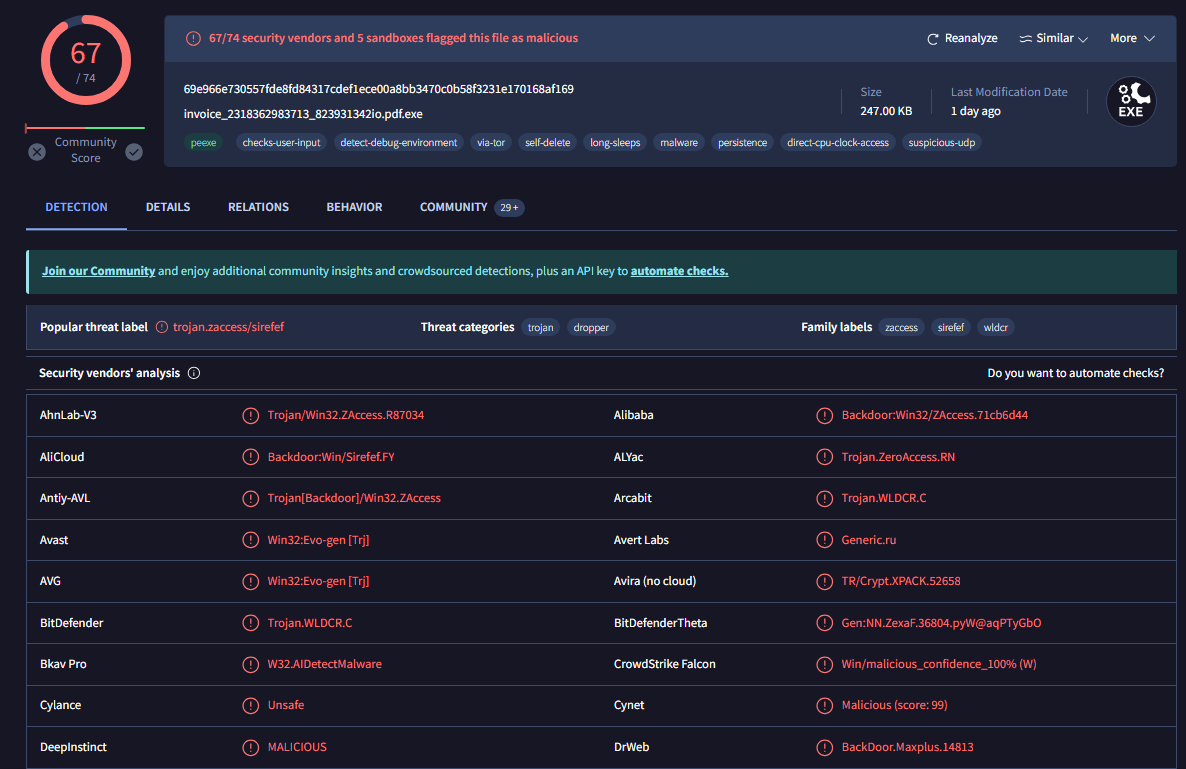 67
/ 74
Community
Score
67/74 security vendors and 5 sandboxes flagged this file as malicious
Reanalyze
Similar
More
69e966e730557fde8fd84317cdef1ece00a8bb3470c0b58f3231e170168af169
invoice_2318362983713_823931342io.pdf.exe
Size
247.00 KB
Last Modification Date
1 day ago
EXE
peexe checks-user-input detect-debug-environment via-tor self-delete long-sleeps malware persistence direct-cpu-clock-access suspicious-udp
DETECTION DETAILS RELATIONS BEHAVIOR COMMUNITY 29+
Join our Community and enjoy additional community insights and crowdsourced detections, plus an API key to automate checks.
Popular threat label trojan.zaccess/sirefef Threat categories trojan dropper Family labels zaccess sirefef wldcr
Security vendors' analysis Do you want to automate checks?
AhnLab-V3 Trojan/Win32.ZAccess.R87034 Alibaba Backdoor:Win32/ZAccess.71cb6d44
AliCloud Backdoor:Win/Sirefef.FY ALYac Trojan.ZeroAccess.RN
Antiy-AVL Trojan[Backdoor]/Win32.ZAccess Arcabit Trojan.WLDCR.C
Avast Win32:Evo-gen [Trj] Avert Labs Generic.ru
AVG Win32:Evo-gen [Trj] Avira (no cloud) TR/Crypt.XPACK.52658
BitDefender Trojan.WLDCR.C BitDefenderTheta Gen:NN.ZexaF.36804.pyW@aqPTyGbO
Bkav Pro W32.AIDetectMalware CrowdStrike Falcon Win/malicious_confidence_100% (W)
Cylance Unsafe Cynet Malicious (score: 99)
DeepInstinct MALICIOUS DrWeb BackDoor.Maxplus.14813